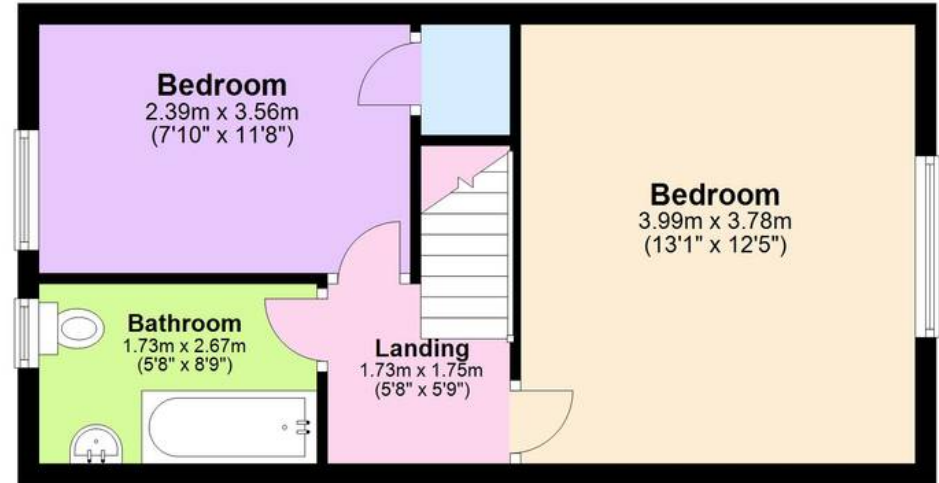 Bedroom
2.39m x 3.56m
(7'10" x 11'8")
Bedroom
3.99m x 3.78m
(13'1" x 12'5")
Bathroom
1.73m x 2.67m
(5'8" x 8'9")
Landing
1.73m x 1.75m
(5'8" x 5'9")